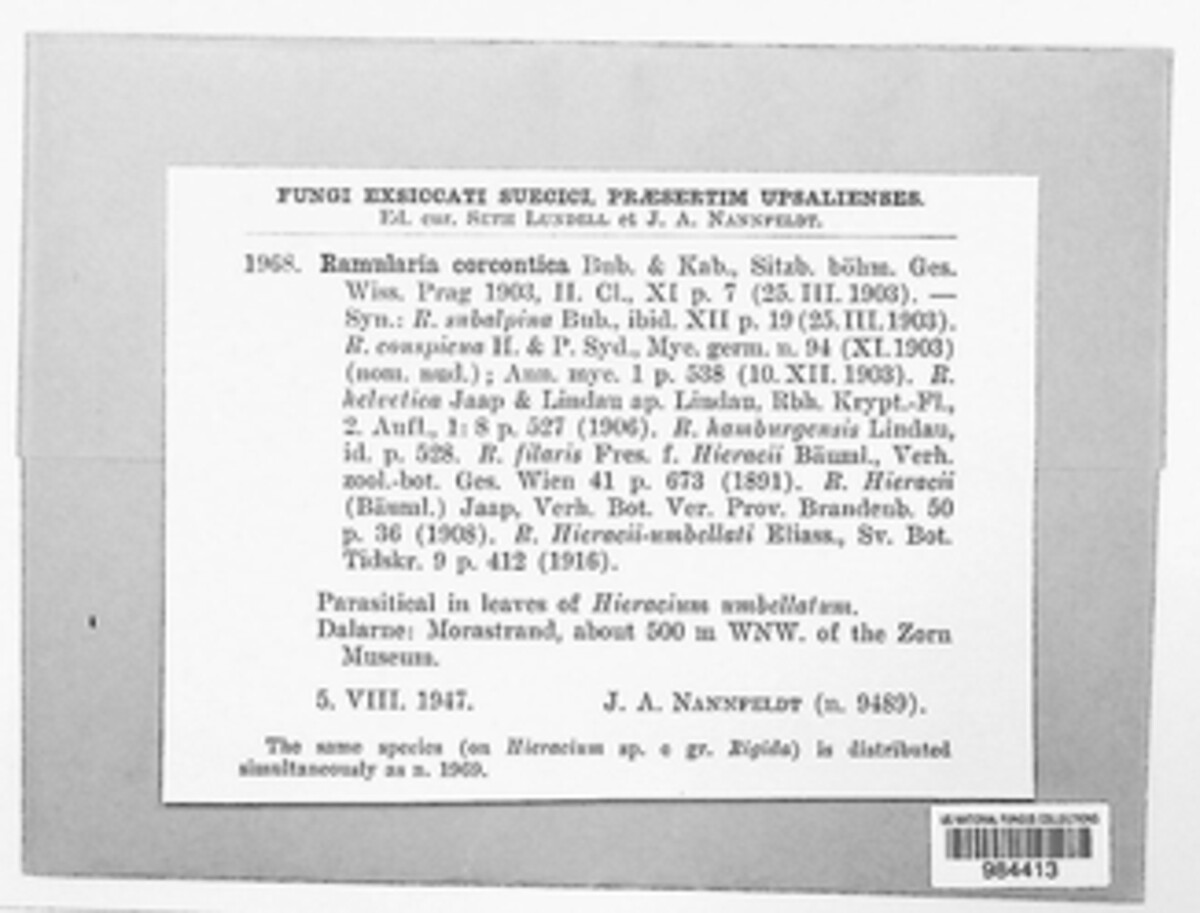 FUNGI EXSICCATI SUECICI, PRÆSERTIM UPSALIENSES.
Ed. cur. SETH LUNDELL et J. A. NANNFELDT.
1968. Ramularia corcontica Bub. & Kab., Sitzb. böhm. Ges.
Wiss. Prag 1903, II. Cl., XI p. 7 (25. III. 1903). —
Syn.: R. subalpina Bub., ibid. XII p. 19 (25. III. 1903).
R. conspicua H. & P. Syd., Myc. germ. n. 94 (XI. 1903)
(nom. nud.); Ann. myc. 1 p. 538 (10. XII. 1903). R.
helvetica Jaap & Lindau ap. Lindau, Rbh. Krypt.-Fl.,
2. Aufl., 1: 8 p. 527 (1906). R. hamburgensis Lindau,
id. p. 528. R. filaris Fres. f. Hieracii Bäuml., Verh.
zool.-bot. Ges. Wien 41 p. 673 (1891). R. Hieracii
(Bäuml.) Jaap, Verh. Bot. Ver. Prov. Brandenb. 50
p. 36 (1908). R. Hieracii-umbellati Eliass., Sv. Bot.
Tidskr. 9 p. 412 (1916).
Parasitical in leaves of Hieracium umbellatum.
Dalarne: Morastrand, about 500 m WNW. of the Zorn
Museum.
5. VIII. 1947. J. A. NANNFELDT (n. 9489).
The same species (on Hieracium sp. e gr. Rigida) is distributed
simultaneously as n. 1969.
US NATIONAL FUNGUS COLLECTIONS
984413